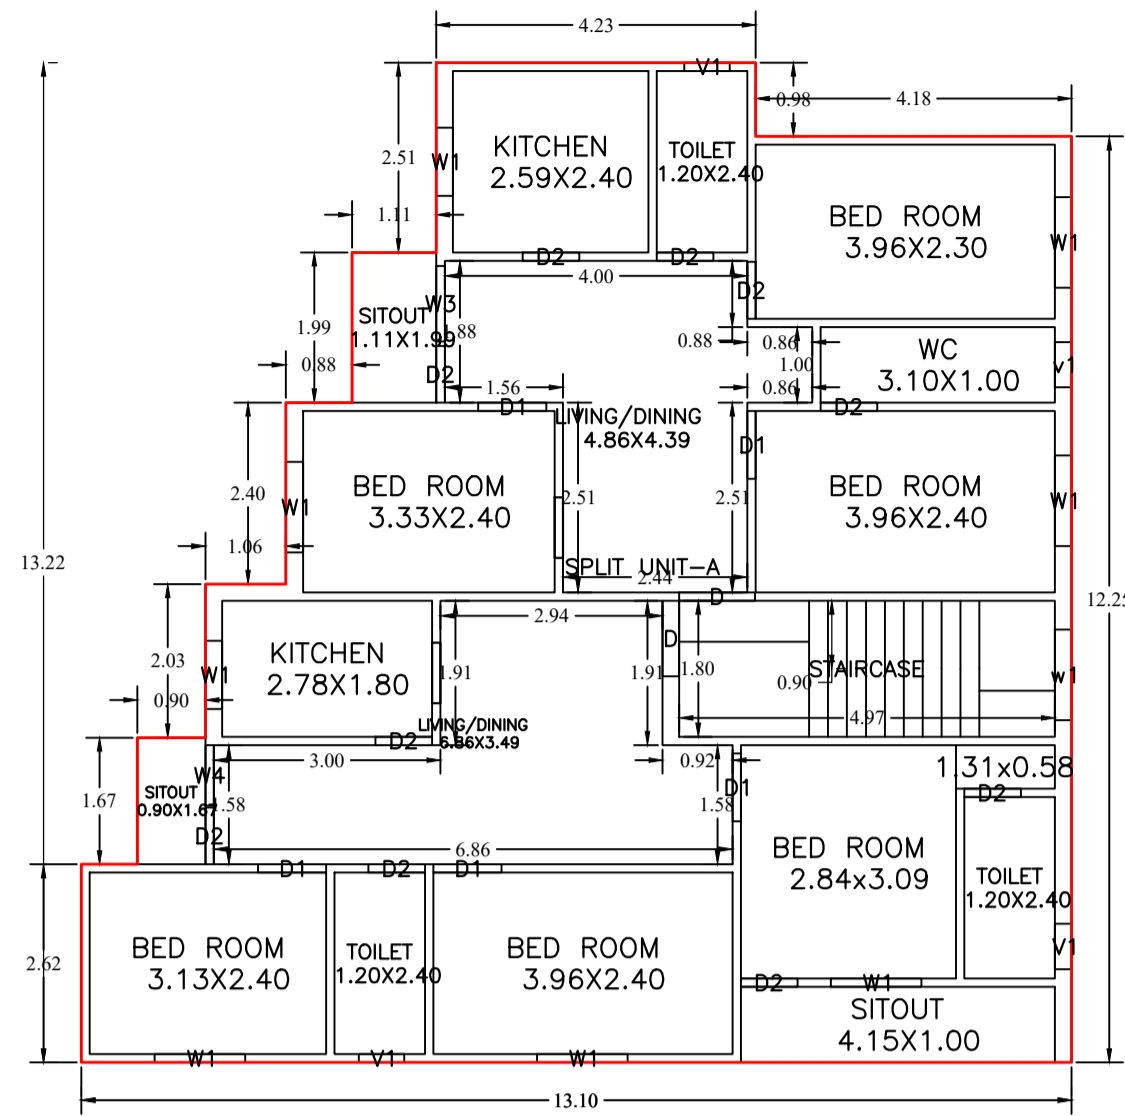 4.23
V1
0.98
4.18
2.51
W1
KITCHEN
2.59X2.40
TOILET
1.20X2.40
1.11
BED ROOM
3.96X2.30
W1
D2
D2
4.00
D2
W3
SITOUT
1.11X1.99
1.99
1.88
0.88
0.86
1.00
WC
3.10X1.00
V1
0.88
D2
1.56
0.86
D1
D2
LIVING/DINING
4.86X4.39
D1
2.40
W1
BED ROOM
3.33X2.40
2.51
2.51
BED ROOM
3.96X2.40
W1
1.06
13.22
SPLIT UNIT-A
2.44
D
12.25
2.94
D
2.03
W1
KITCHEN
2.78X1.80
1.91
1.91
1.80
0.90
STAIRCASE
W1
0.90
4.97
LIVING/DINING
6.86X3.49
D2
3.00
0.92
1.31x0.58
W4
SITOUT
0.90X1.67
1.67
1.58
1.58
D1
D2
D2
6.86
BED ROOM
2.84x3.09
TOILET
1.20X2.40
D1
D2
D1
2.62
BED ROOM
3.13X2.40
TOILET
1.20X2.40
BED ROOM
3.96X2.40
V1
D2
W1
SITOUT
4.15X1.00
W1
V1
W1
13.10